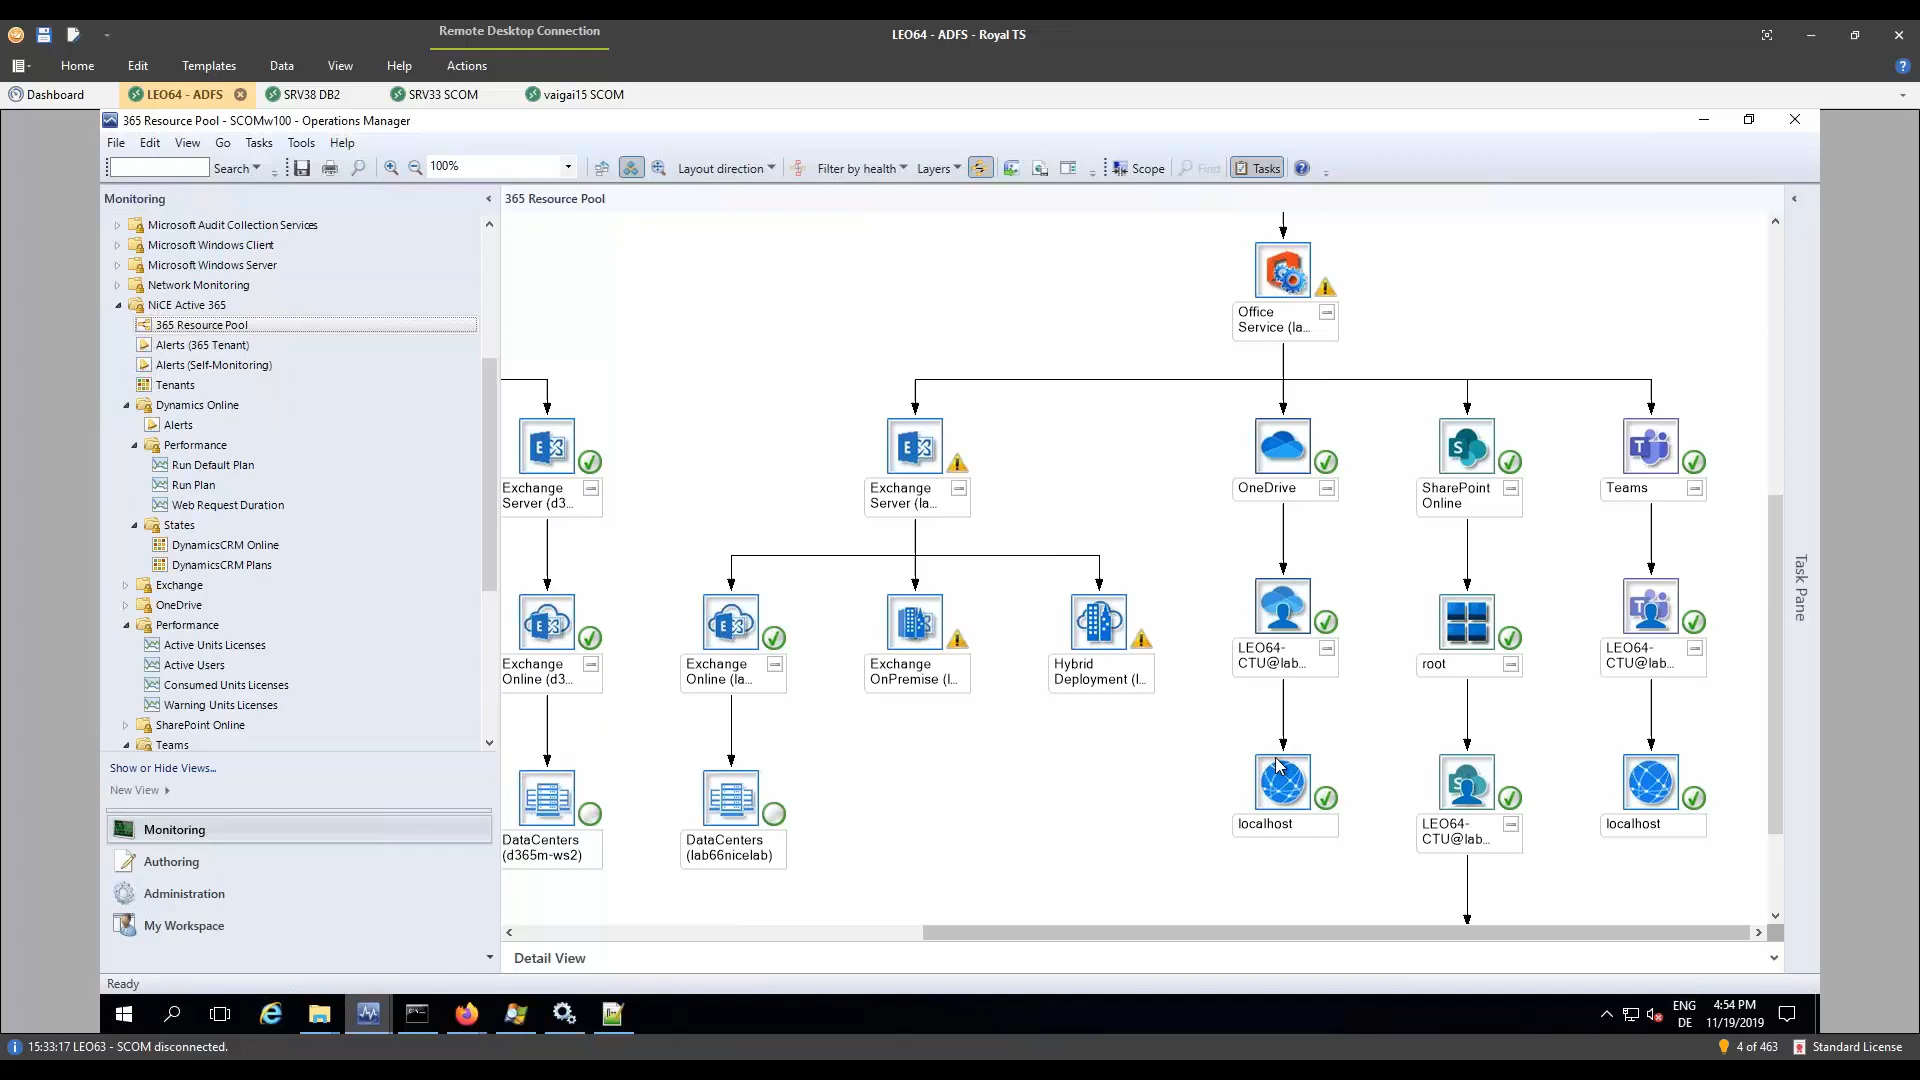 Remote Desktop Connection
LEO64 - ADFS - Royal TS
Home Edit Templates Data View Help Actions
Dashboard LEO64 - ADFS SRV38 DB2 SRV33 SCOM vaigai15 SCOM
365 Resource Pool - SCOMw100 - Operations Manager
File Edit View Go Tasks Tools Help
Search 100% Layout direction Filter by health Layers Scope Find Tasks
Monitoring
Microsoft Audit Collection Services
Microsoft Windows Client
Microsoft Windows Server
Network Monitoring
NiCE Active 365
365 Resource Pool
Alerts (365 Tenant)
Alerts (Self-Monitoring)
Tenants
Dynamics Online
Alerts
Performance
Run Default Plan
Run Plan
Web Request Duration
States
DynamicsCRM Online
DynamicsCRM Plans
Exchange
OneDrive
Performance
Active Units Licenses
Active Users
Consumed Units Licenses
Warning Units Licenses
SharePoint Online
Teams
Show or Hide Views...
New View
Monitoring
Authoring
Administration
My Workspace
365 Resource Pool
Office
Service (la...
Exchange
Server (d3...
Exchange
Server (la...
OneDrive
SharePoint
Online
Teams
Exchange
Online (d3...
Exchange
Online (la...
Exchange
OnPremise (l...
Hybrid
Deployment (l...
LEO64-
CTU@lab...
root
LEO64-
CTU@lab...
DataCenters
(d365m-ws2)
DataCenters
(lab66nicelab)
localhost
LEO64-
CTU@lab...
localhost
Task Pane
Detail View
Ready
ENG
DE
4:54 PM
11/19/2019
15:33:17 LEO63 - SCOM disconnected.
4 of 463 Standard License